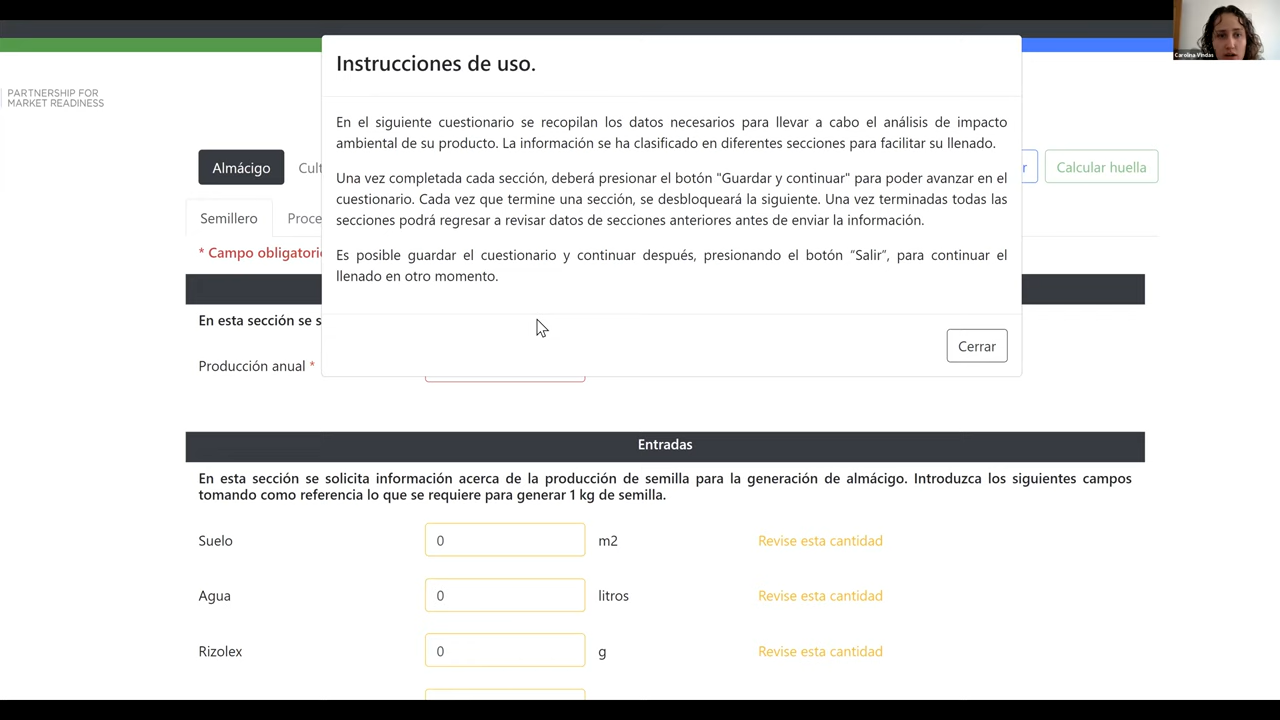 Carolina Vindas
Instrucciones de uso.
PARTNERSHIP FOR
MARKET READINESS
En el siguiente cuestionario se recopilan los datos necesarios para llevar a cabo el análisis de impacto
ambiental de su producto. La información se ha clasificado en diferentes secciones para facilitar su llenado.
Almácigo
Cult
r
Calcular huella
Una vez completada cada sección, deberá presionar el botón "Guardar y continuar" para poder avanzar en el
cuestionario. Cada vez que termine una sección, se desbloqueará la siguiente. Una vez terminadas todas las
secciones podrá regresar a revisar datos de secciones anteriores antes de enviar la información.
Semillero
Proce
* Campo obligatori
Es posible guardar el cuestionario y continuar después, presionando el botón “Salir”, para continuar el
llenado en otro momento.
En esta sección se s
Cerrar
Producción anual *
Entradas
En esta sección se solicita información acerca de la producción de semilla para la generación de almácigo. Introduzca los siguientes campos
tomando como referencia lo que se requiere para generar 1 kg de semilla.
Suelo 0 m2 Revise esta cantidad
Agua 0 litros Revise esta cantidad
Rizolex 0 g Revise esta cantidad